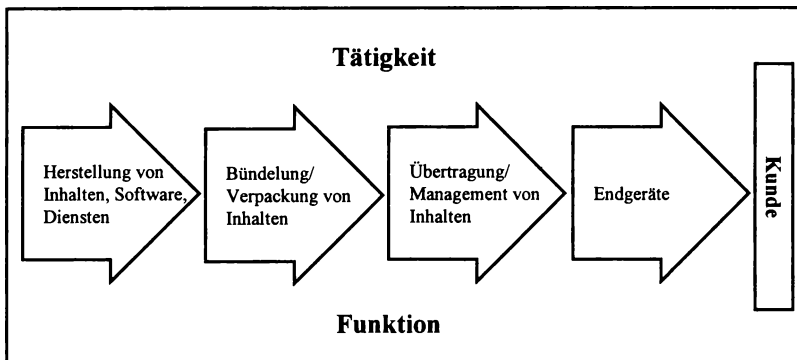 Tätigkeit
Herstellung von
Inhalten, Software,
Diensten
Bündelung/
Verpackung von
Inhalten
Übertragung/
Management von
Inhalten
Endgeräte
Kunde
Funktion